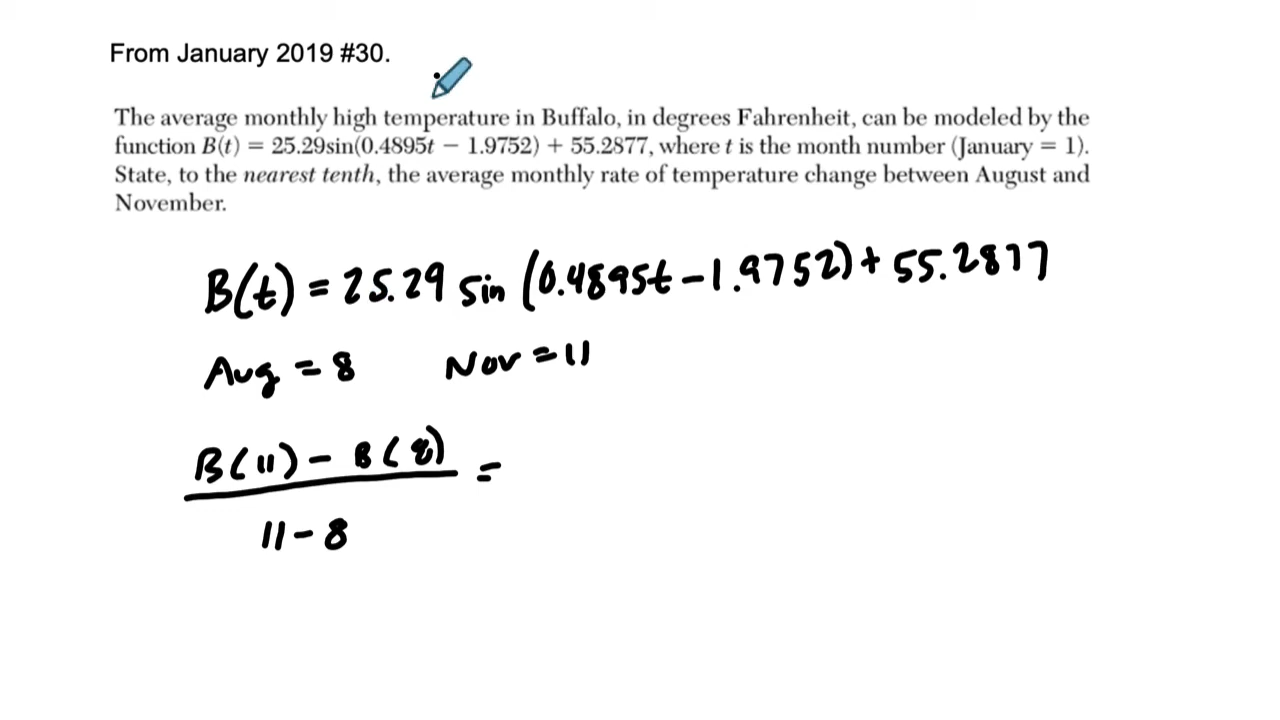 From January 2019 #30.
The average monthly high temperature in Buffalo, in degrees Fahrenheit, can be modeled by the
function B(t) = 25.29sin(0.4895t − 1.9752) + 55.2877, where t is the month number (January = 1).
State, to the nearest tenth, the average monthly rate of temperature change between August and
November.
B(t) = 25.29 sin (0.4895t − 1.9752) + 55.2877
Aug = 8 Nov = 11
B(11) − B(8) =
11 − 8